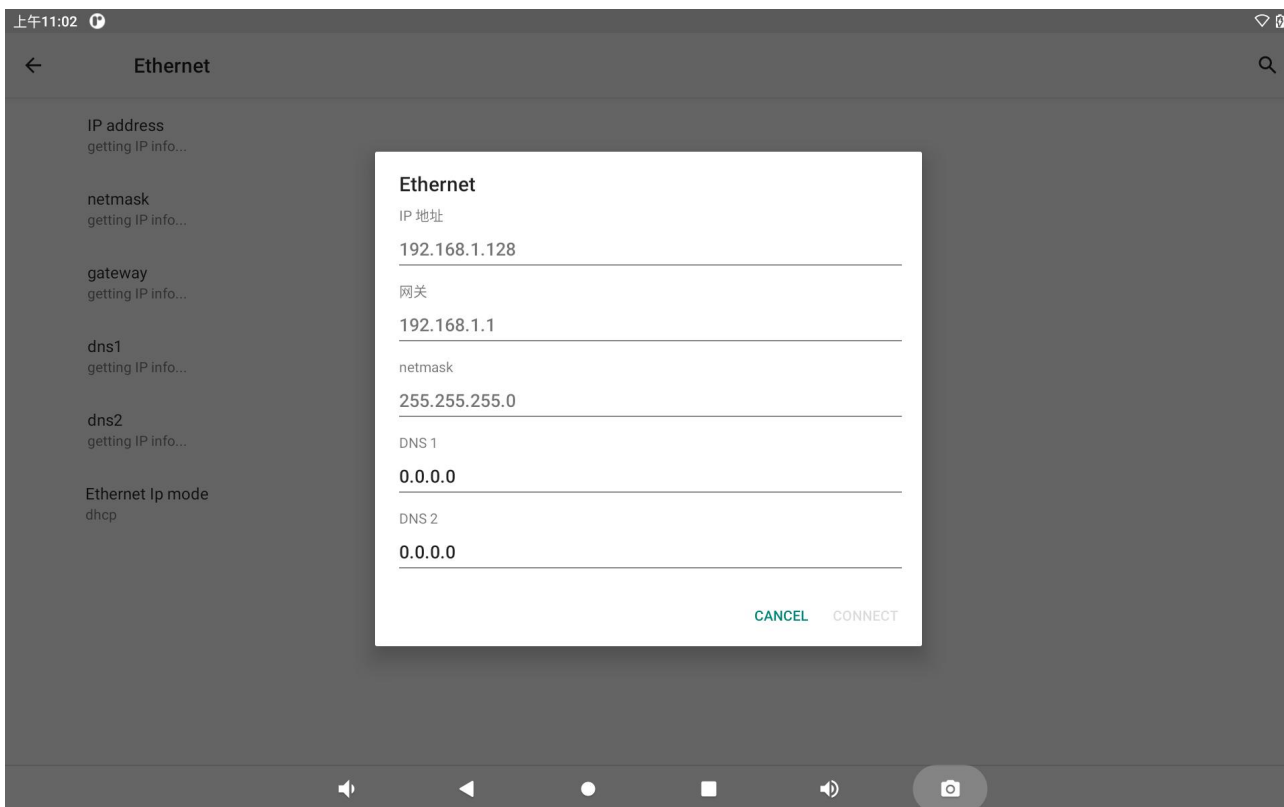 上午11:02
Ethernet
IP address
getting IP info...
netmask
getting IP info...
gateway
getting IP info...
dns1
getting IP info...
dns2
getting IP info...
Ethernet Ip mode
dhcp
Ethernet
IP 地址
192.168.1.128
网关
192.168.1.1
netmask
255.255.255.0
DNS 1
0.0.0.0
DNS 2
0.0.0.0
CANCEL CONNECT